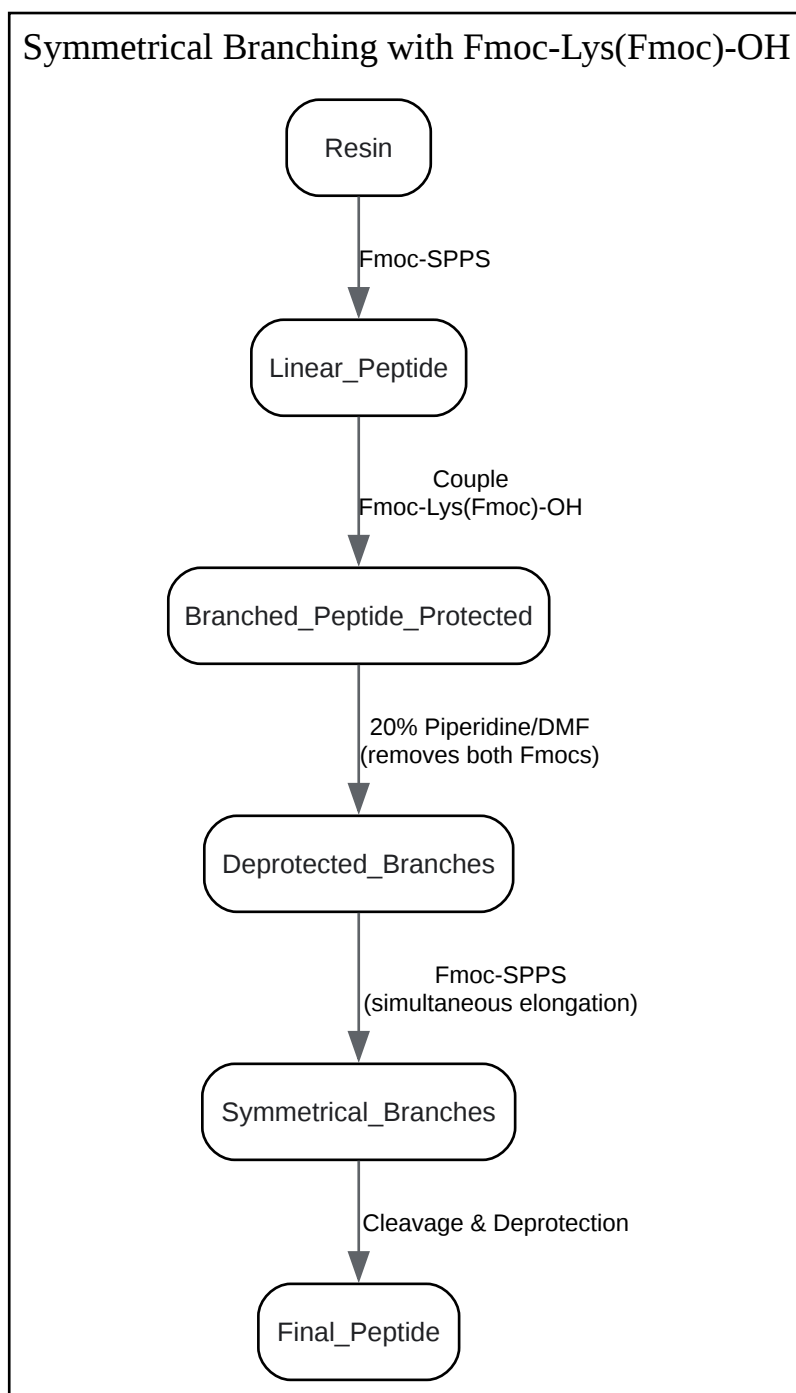 Symmetrical Branching with Fmoc-Lys(Fmoc)-OH
Resin
Fmoc-SPPS
Linear_Peptide
Couple
Fmoc-Lys(Fmoc)-OH
Branched_Peptide_Protected
20% Piperidine/DMF
(removes both Fmocs)
Deprotected_Branches
Fmoc-SPPS
(simultaneous elongation)
Symmetrical_Branches
Cleavage & Deprotection
Final_Peptide